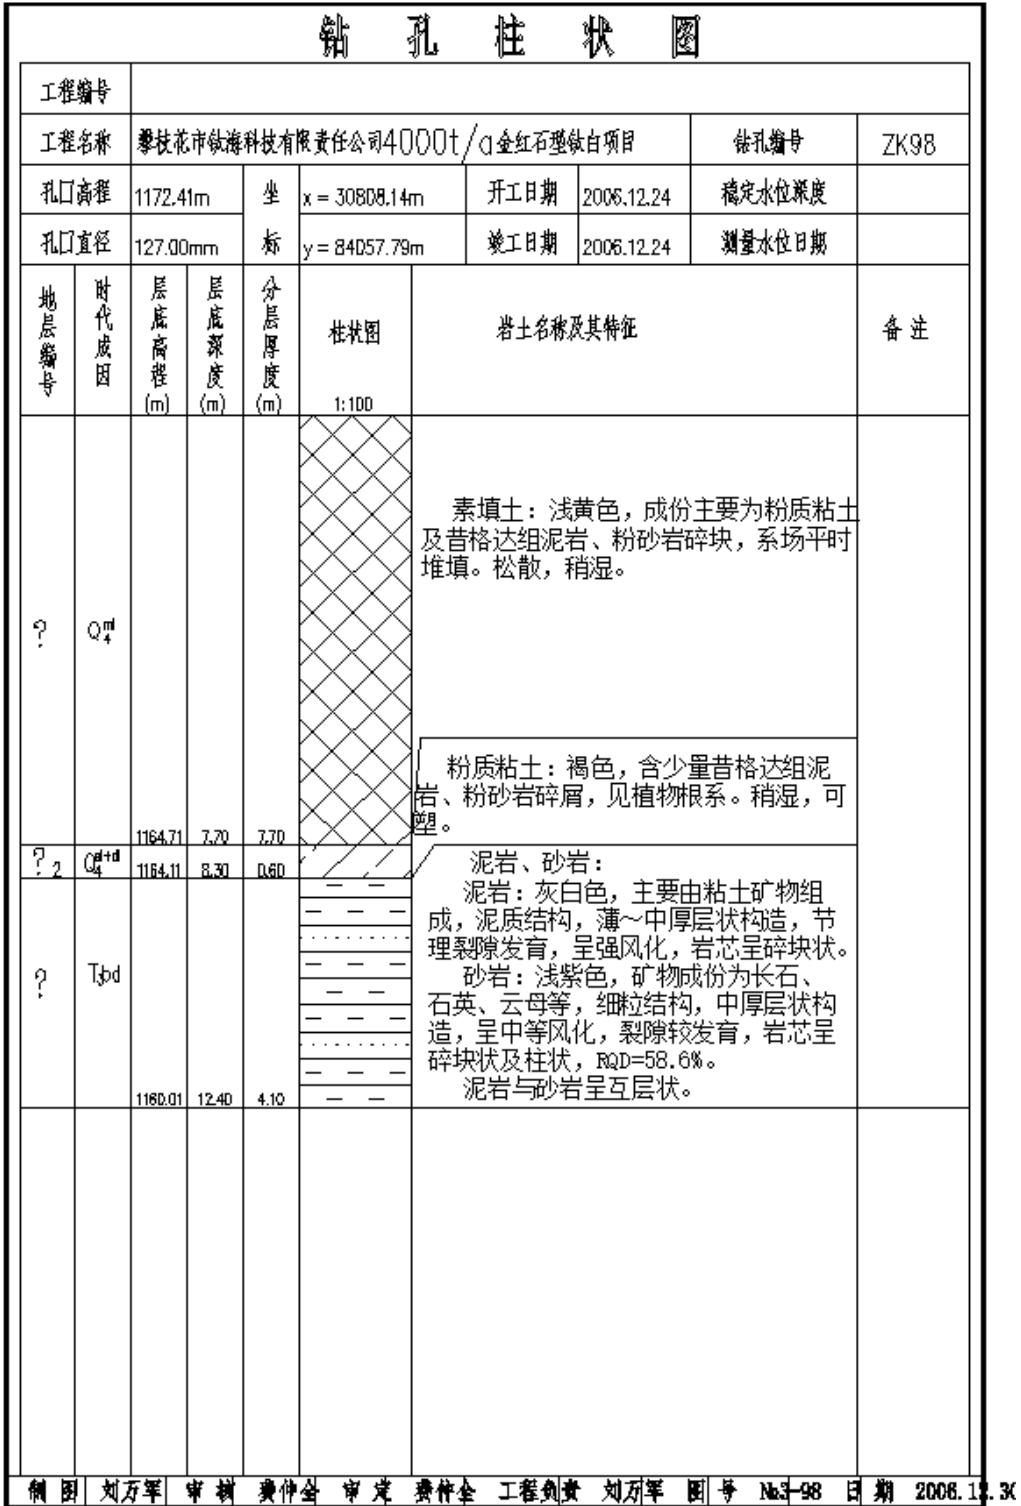 钻孔柱状图
工程编号
工程名称 攀枝花市钛海科技有限责任公司4000t/a金红石型钛白项目 钻孔编号 ZK98
孔口高程 1172.41m 坐 x = 30808.14m 开工日期 2006.12.24 稳定水位深度
孔口直径 127.00mm 标 y = 84057.79m 竣工日期 2006.12.24 测量水位日期
地层编号 时代成因 层底高程(m) 层底深度(m) 分层厚度(m) 柱状图 1:100 岩土名称及其特征 备注
素填土：浅黄色，成份主要为粉质粘土
及昔格达组泥岩、粉砂岩碎块，系场平时
堆填。松散，稍湿。
? Q4ml
1164.71 7.70 7.70
粉质粘土：褐色，含少量昔格达组泥
岩、粉砂岩碎屑，见植物根系。稍湿，可
塑。
?2 Q4el+dl 1164.11 8.30 0.60
泥岩、砂岩：
泥岩：灰白色，主要由粘土矿物组
成，泥质结构，薄～中厚层状构造，节
理裂隙发育，呈强风化，岩芯呈碎块状。
砂岩：浅紫色，矿物成份为长石、
石英、云母等，细粒结构，中厚层状构
造，呈中等风化，裂隙较发育，岩芯呈
碎块状及柱状，RQD=58.6%。
泥岩与砂岩呈互层状。
? T3bd
1160.01 12.40 4.10
制图 刘万军 审核 费仲全 审定 费仲全 工程负责 刘万军 图号 №3-98 日期 2006.12.30